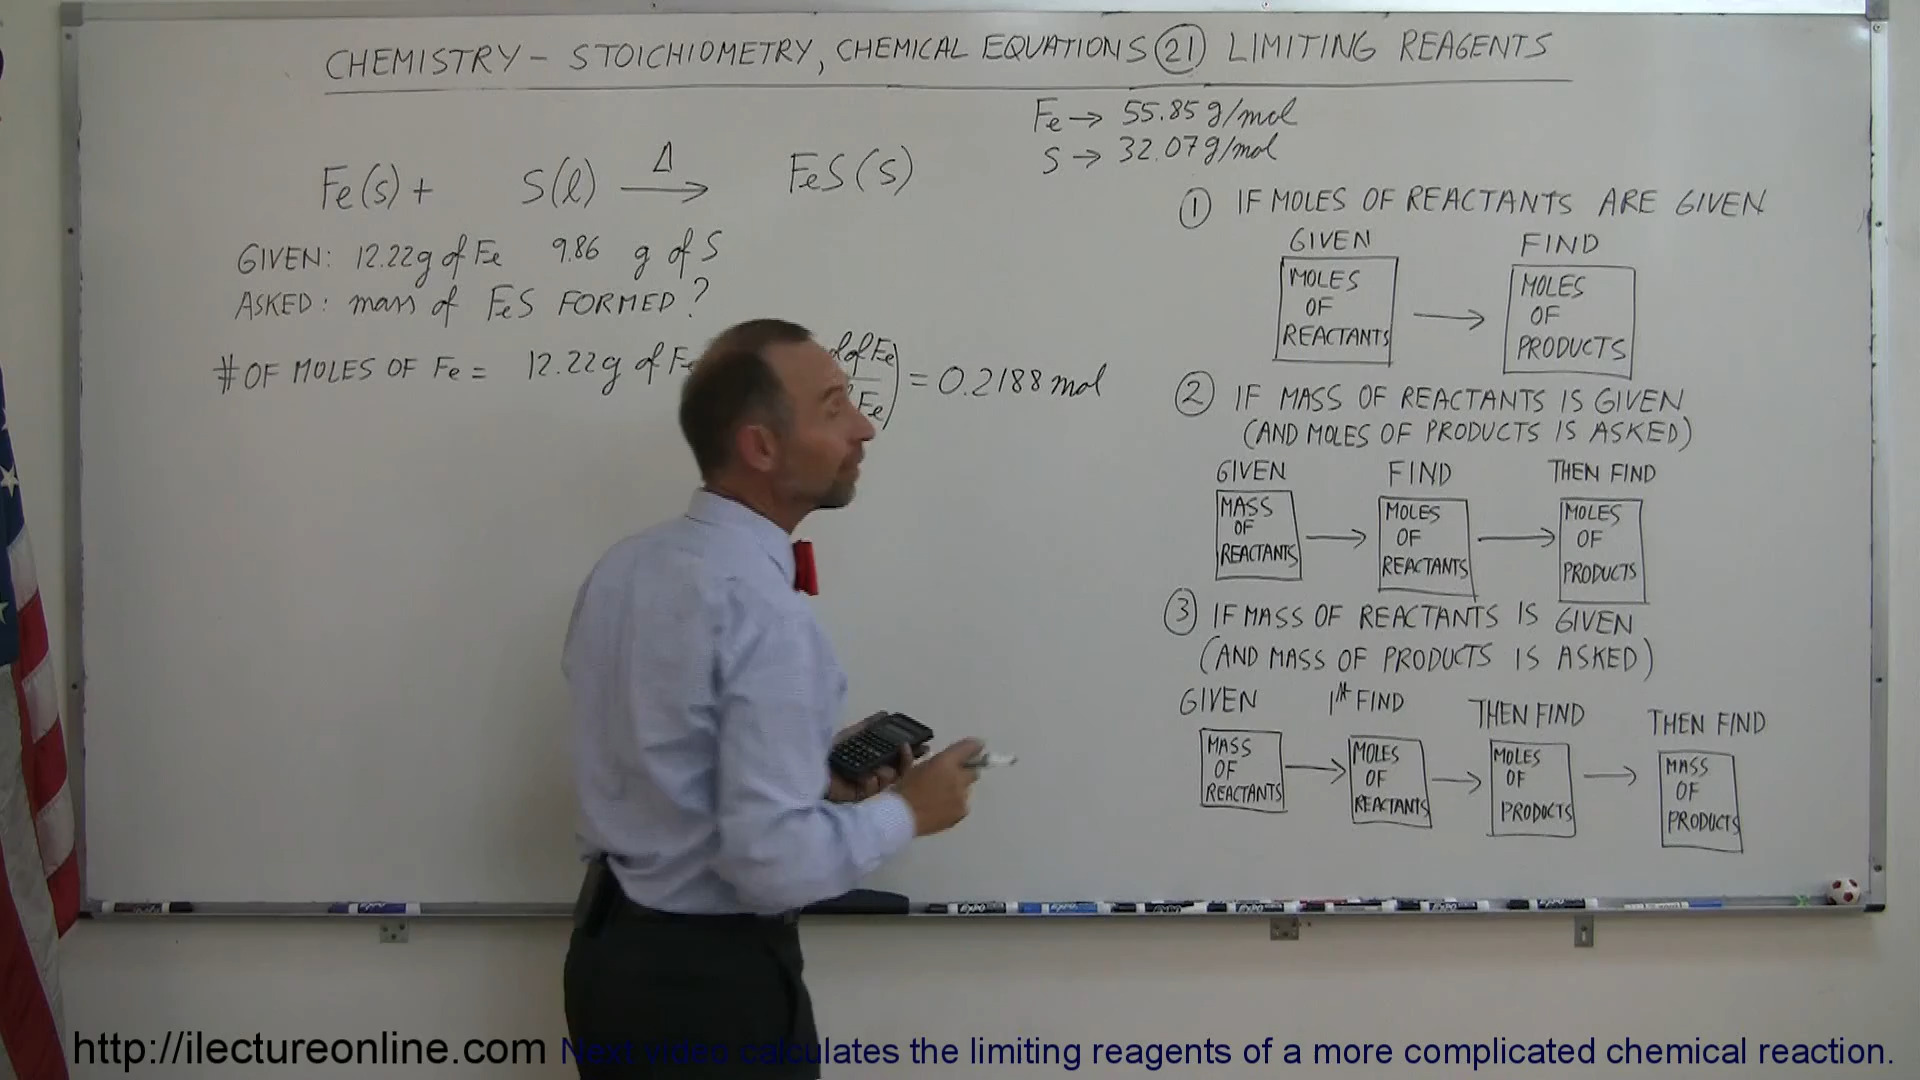 CHEMISTRY - STOICHIOMETRY, CHEMICAL EQUATIONS 21 LIMITING REAGENTS
Fe → 55.85 g/mol
S → 32.07 g/mol
Fe(s) + S(l) Δ→ FeS(s)
GIVEN: 12.22g of Fe 9.86 g of S
ASKED: mass of FeS FORMED?
# OF MOLES OF Fe = 12.22g of Fe of Fe Fe ) = 0.2188 mol
① IF MOLES OF REACTANTS ARE GIVEN
GIVEN FIND
MOLES OF REACTANTS → MOLES OF PRODUCTS
② IF MASS OF REACTANTS IS GIVEN
(AND MOLES OF PRODUCTS IS ASKED)
GIVEN FIND THEN FIND
MASS OF REACTANTS → MOLES OF REACTANTS → MOLES OF PRODUCTS
③ IF MASS OF REACTANTS IS GIVEN
(AND MASS OF PRODUCTS IS ASKED)
GIVEN 1st FIND THEN FIND THEN FIND
MASS OF REACTANTS → MOLES OF REACTANTS → MOLES OF PRODUCTS → MASS OF PRODUCTS
http://ilectureonline.com Next video calculates the limiting reagents of a more complicated chemical reaction.